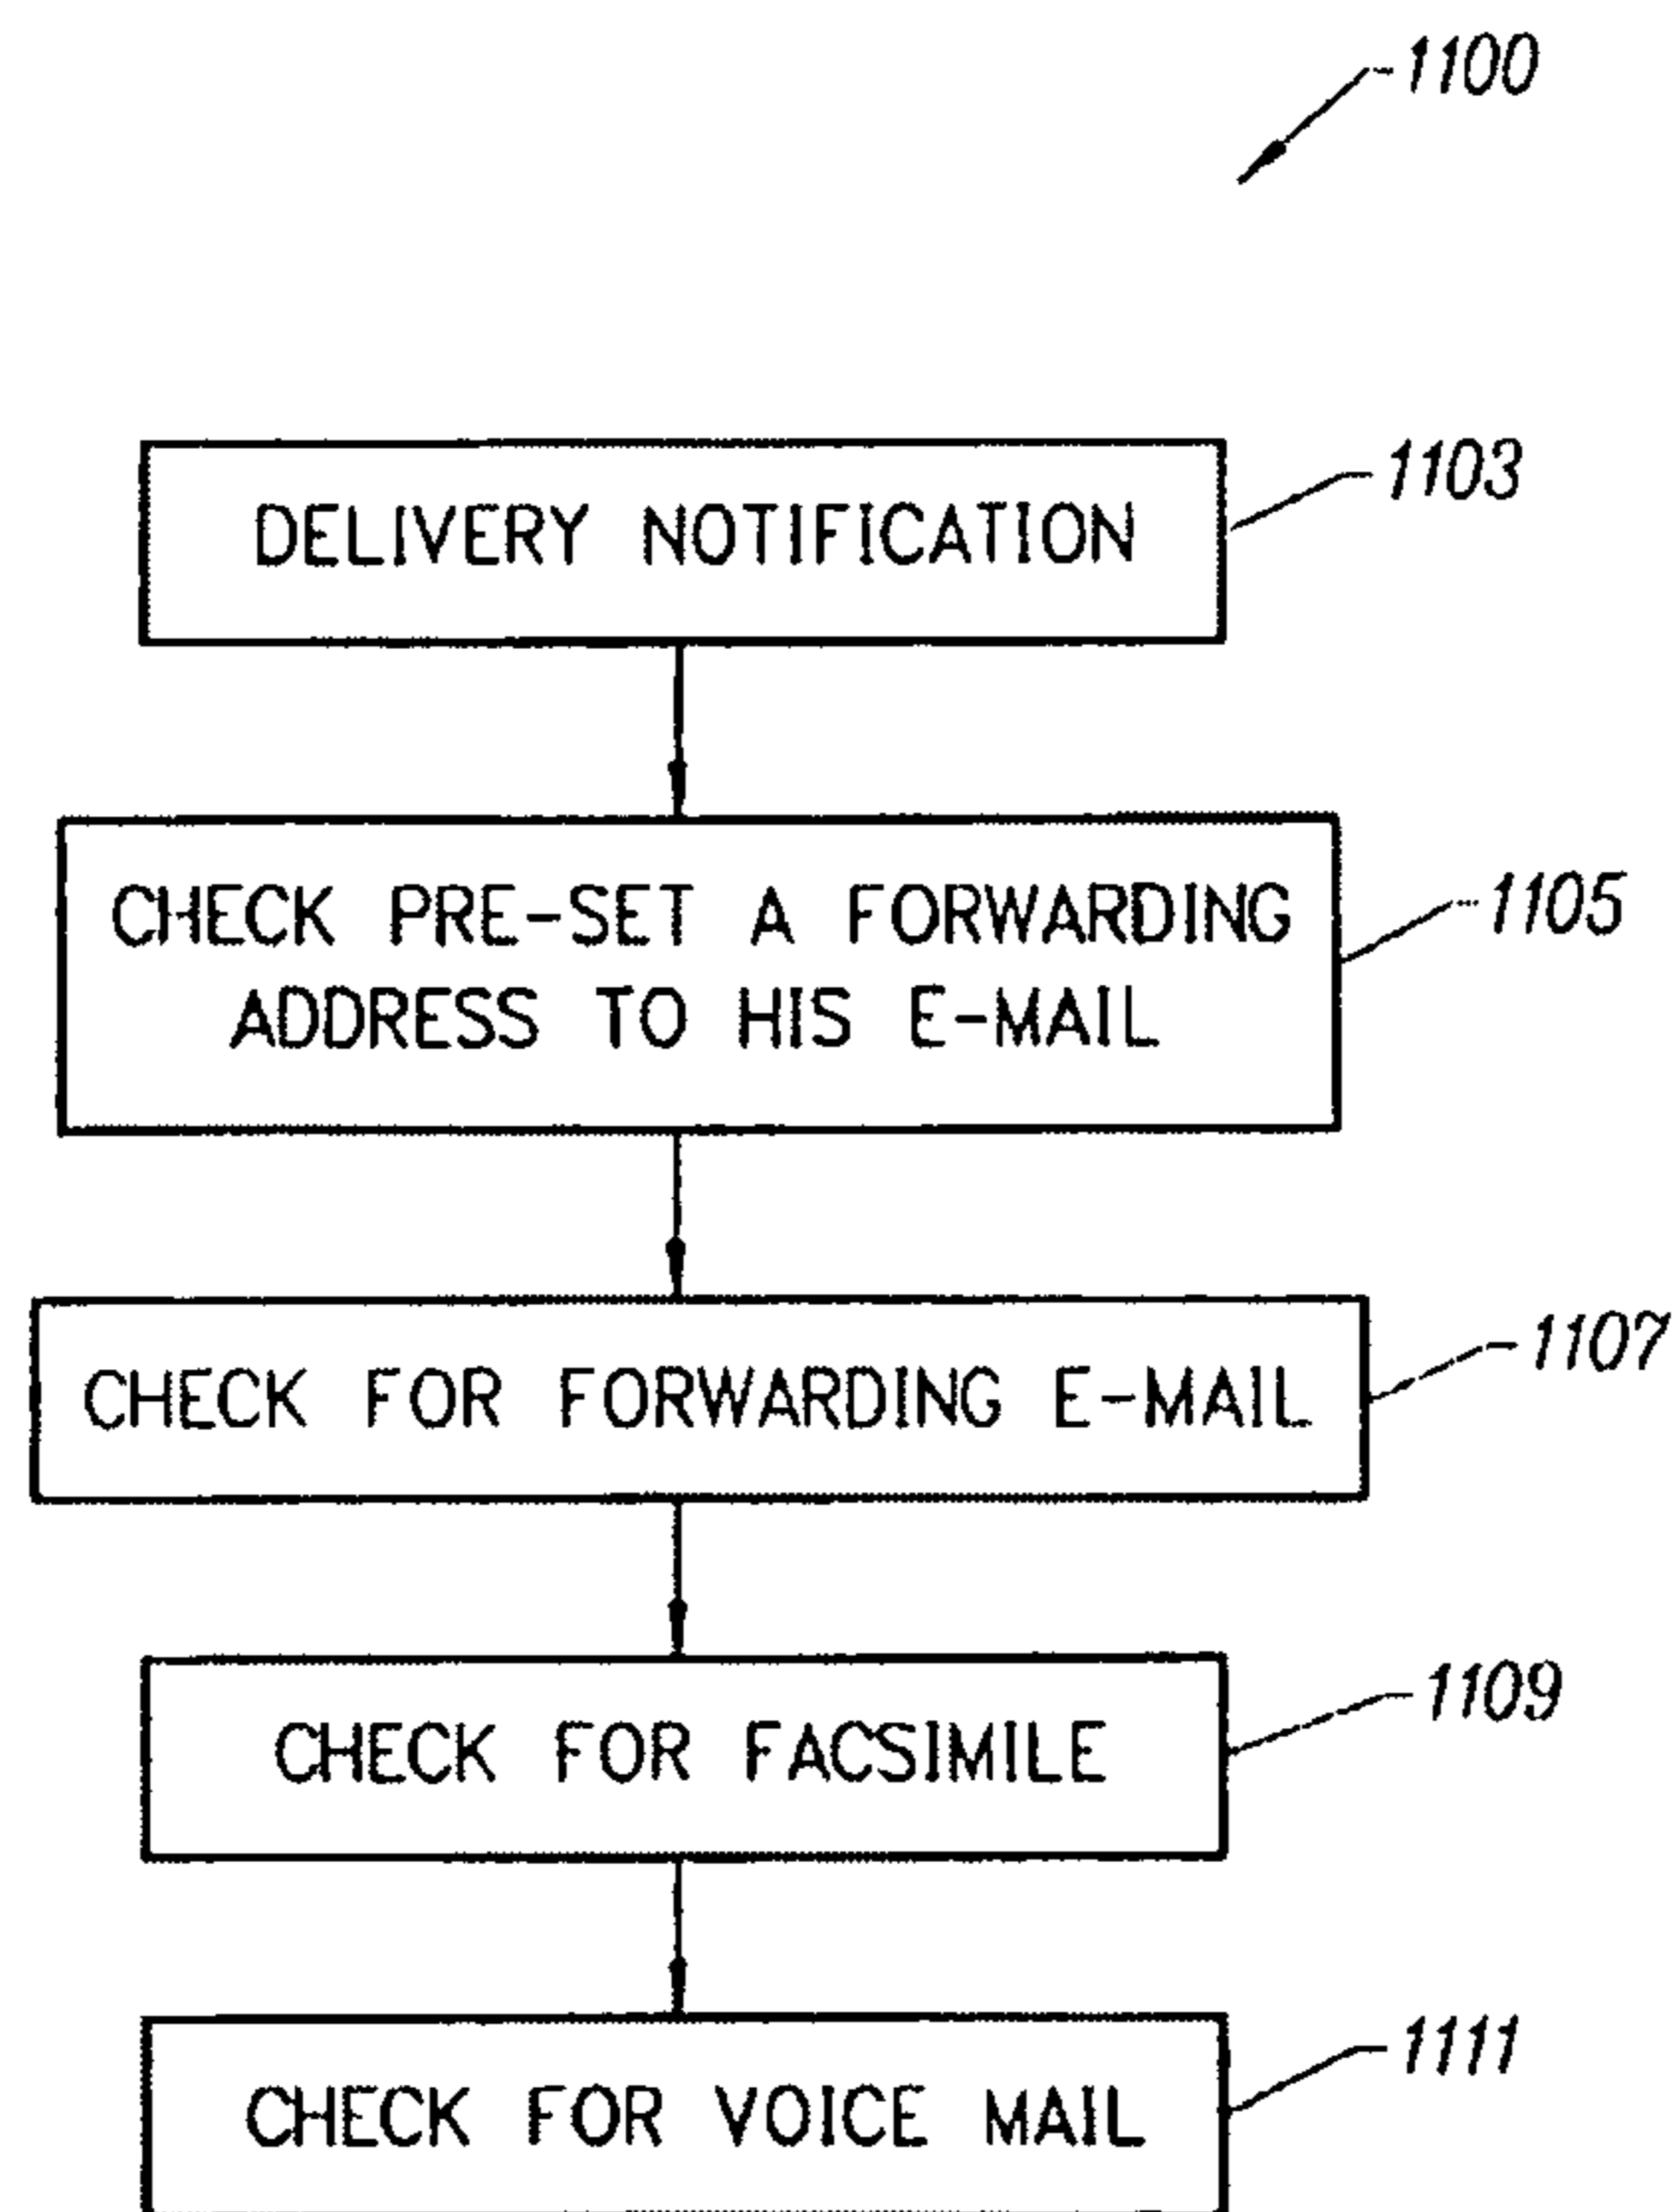 1100
DELIVERY NOTIFICATION
1103
CHECK PRE-SET A FORWARDING
ADDRESS TO HIS E-MAIL
1105
CHECK FOR FORWARDING E-MAIL
1107
CHECK FOR FACSIMILE
1109
CHECK FOR VOICE MAIL
1111